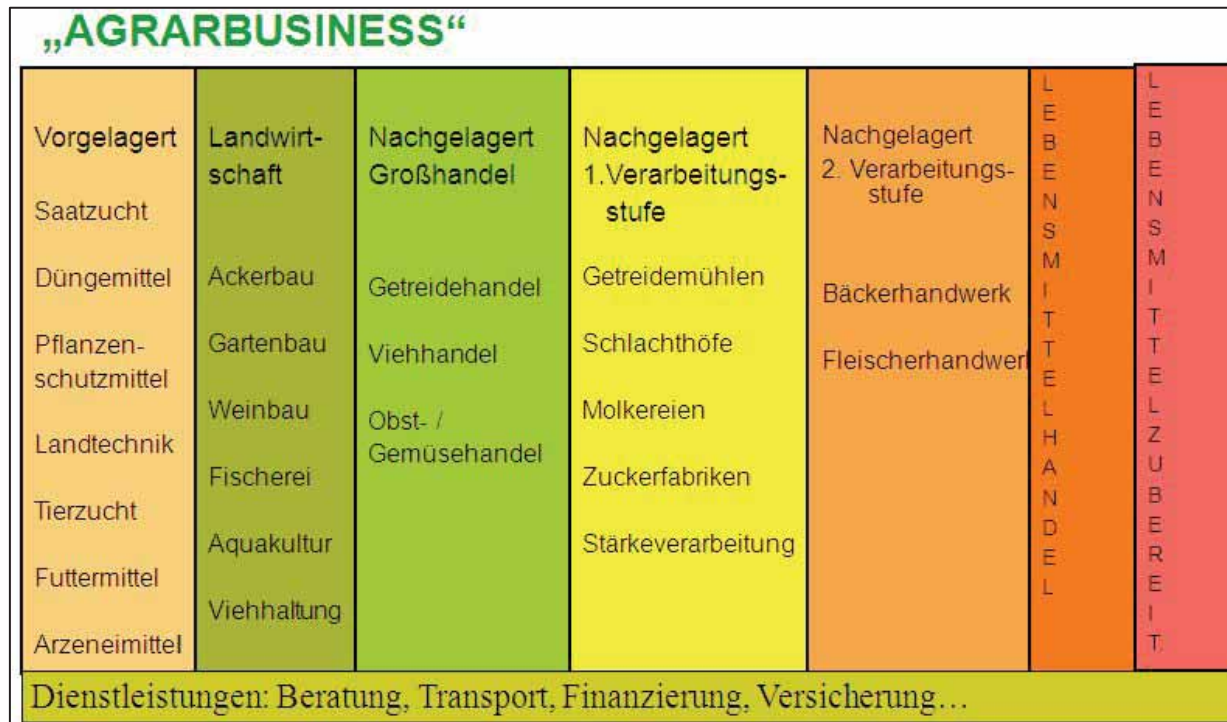 „AGRARBUSINESS“
Vorgelagert
Saatzucht
Düngemittel
Pflanzen-
schutzmittel
Landtechnik
Tierzucht
Futtermittel
Arzeneimittel
Landwirt-
schaft
Ackerbau
Gartenbau
Weinbau
Fischerei
Aquakultur
Viehhaltung
Nachgelagert
Großhandel
Getreidehandel
Viehhandel
Obst- /
Gemüsehandel
Nachgelagert
1.Verarbeitungs-
stufe
Getreidemühlen
Schlachthöfe
Molkereien
Zuckerfabriken
Stärkeverarbeitung
Nachgelagert
2. Verarbeitungs-
stufe
Bäckerhandwerk
Fleischerhandwerk
LEBENSMITTELHANDEL
LEBENSMITTELZUBEREIT.
Dienstleistungen: Beratung, Transport, Finanzierung, Versicherung…